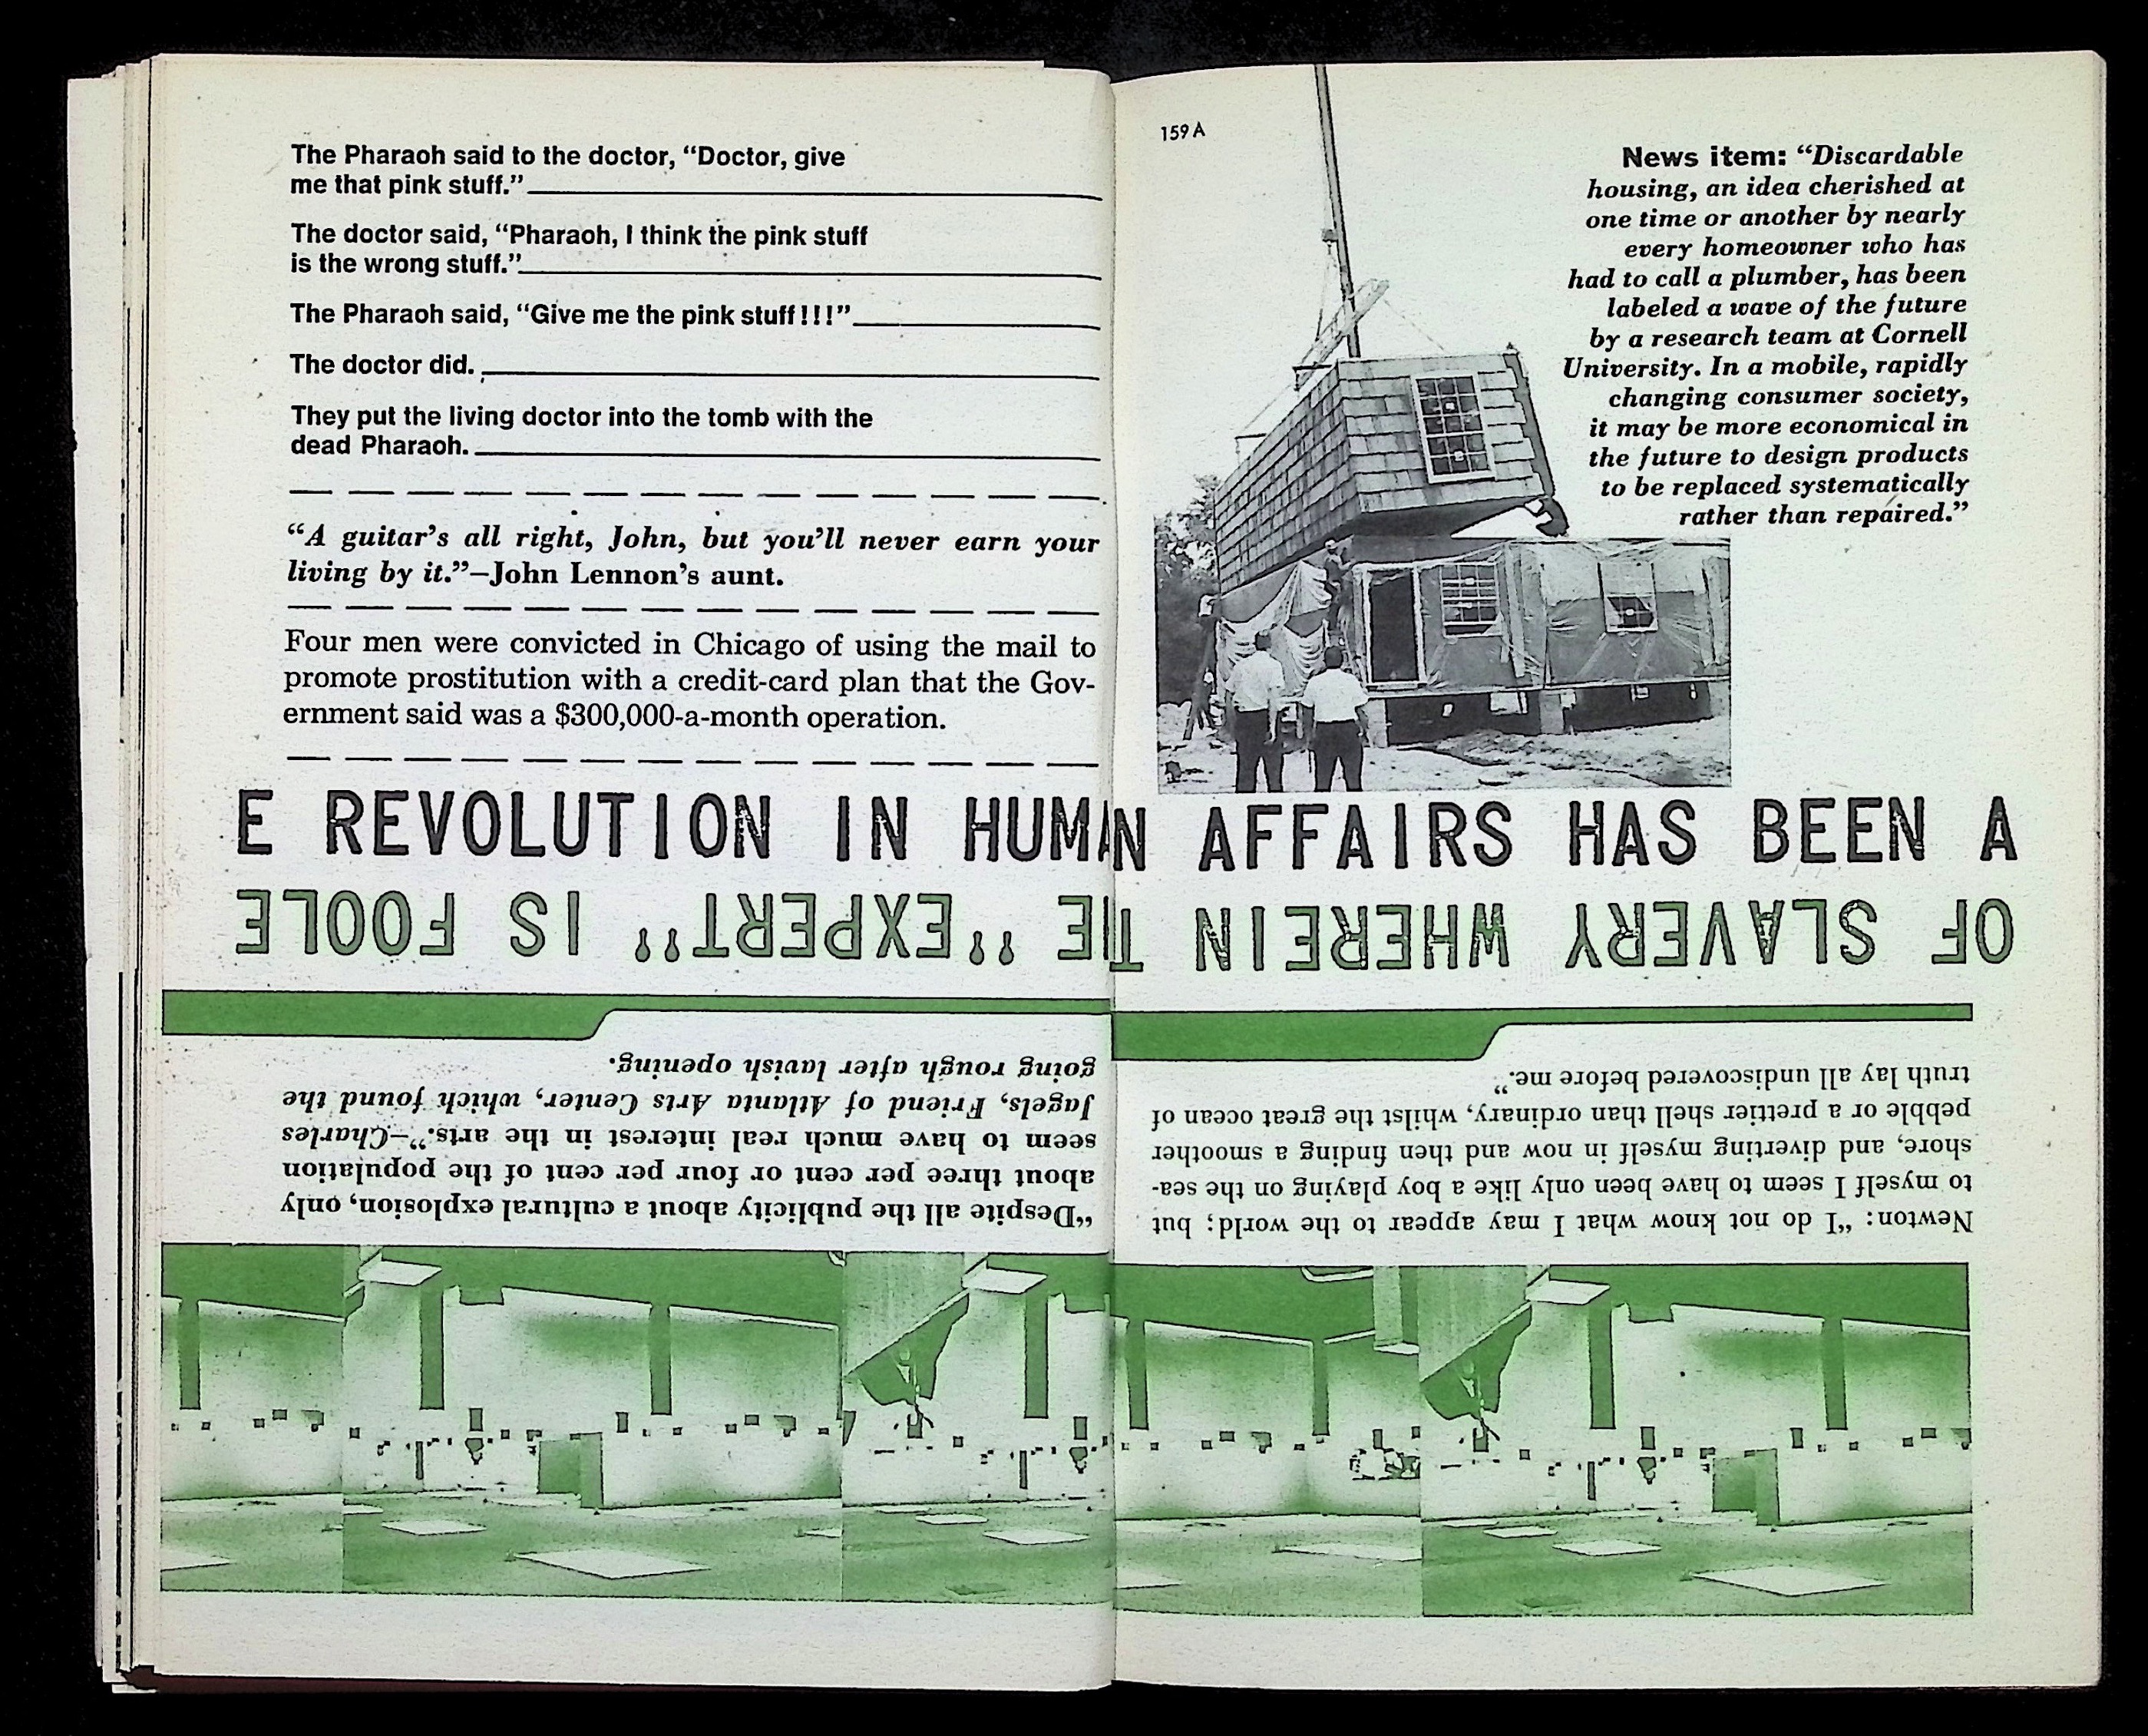 The Pharaoh said to the doctor, “Doctor, give
me that pink stuff.”
The doctor said, “Pharaoh, I think the pink stuff
is the wrong stuff.”
The Pharaoh said, “Give me the pink stuff!!!”
The doctor did.
They put the living doctor into the tomb with the
dead Pharaoh.
“A guitar’s all right, John, but you’ll never earn your
living by it.”–John Lennon’s aunt.
Four men were convicted in Chicago of using the mail to
promote prostitution with a credit-card plan that the Gov-
ernment said was a $300,000-a-month operation.
159A
News item: “Discardable
housing, an idea cherished at
one time or another by nearly
every homeowner who has
had to call a plumber, has been
labeled a wave of the future
by a research team at Cornell
University. In a mobile, rapidly
changing consumer society,
it may be more economical in
the future to design products
to be replaced systematically
rather than repaired.”
E REVOLUTION IN HUMAN AFFAIRS HAS BEEN A
Newton: “I do not know what I may appear to the world; but
to myself I seem to have been only like a boy playing on the sea-
shore, and diverting myself in now and then finding a smoother
pebble or a prettier shell than ordinary, whilst the great ocean of
truth lay all undiscovered before me.”
“Despite all the publicity about a cultural explosion, only
about three per cent or four per cent of the population
seem to have much real interest in the arts.”–Charles
Jagels, Friend of Atlanta Arts Center, which found the
going rough after lavish opening.
OF SLAVERY WHEREIN THE "EXPERT" IS FOOLE